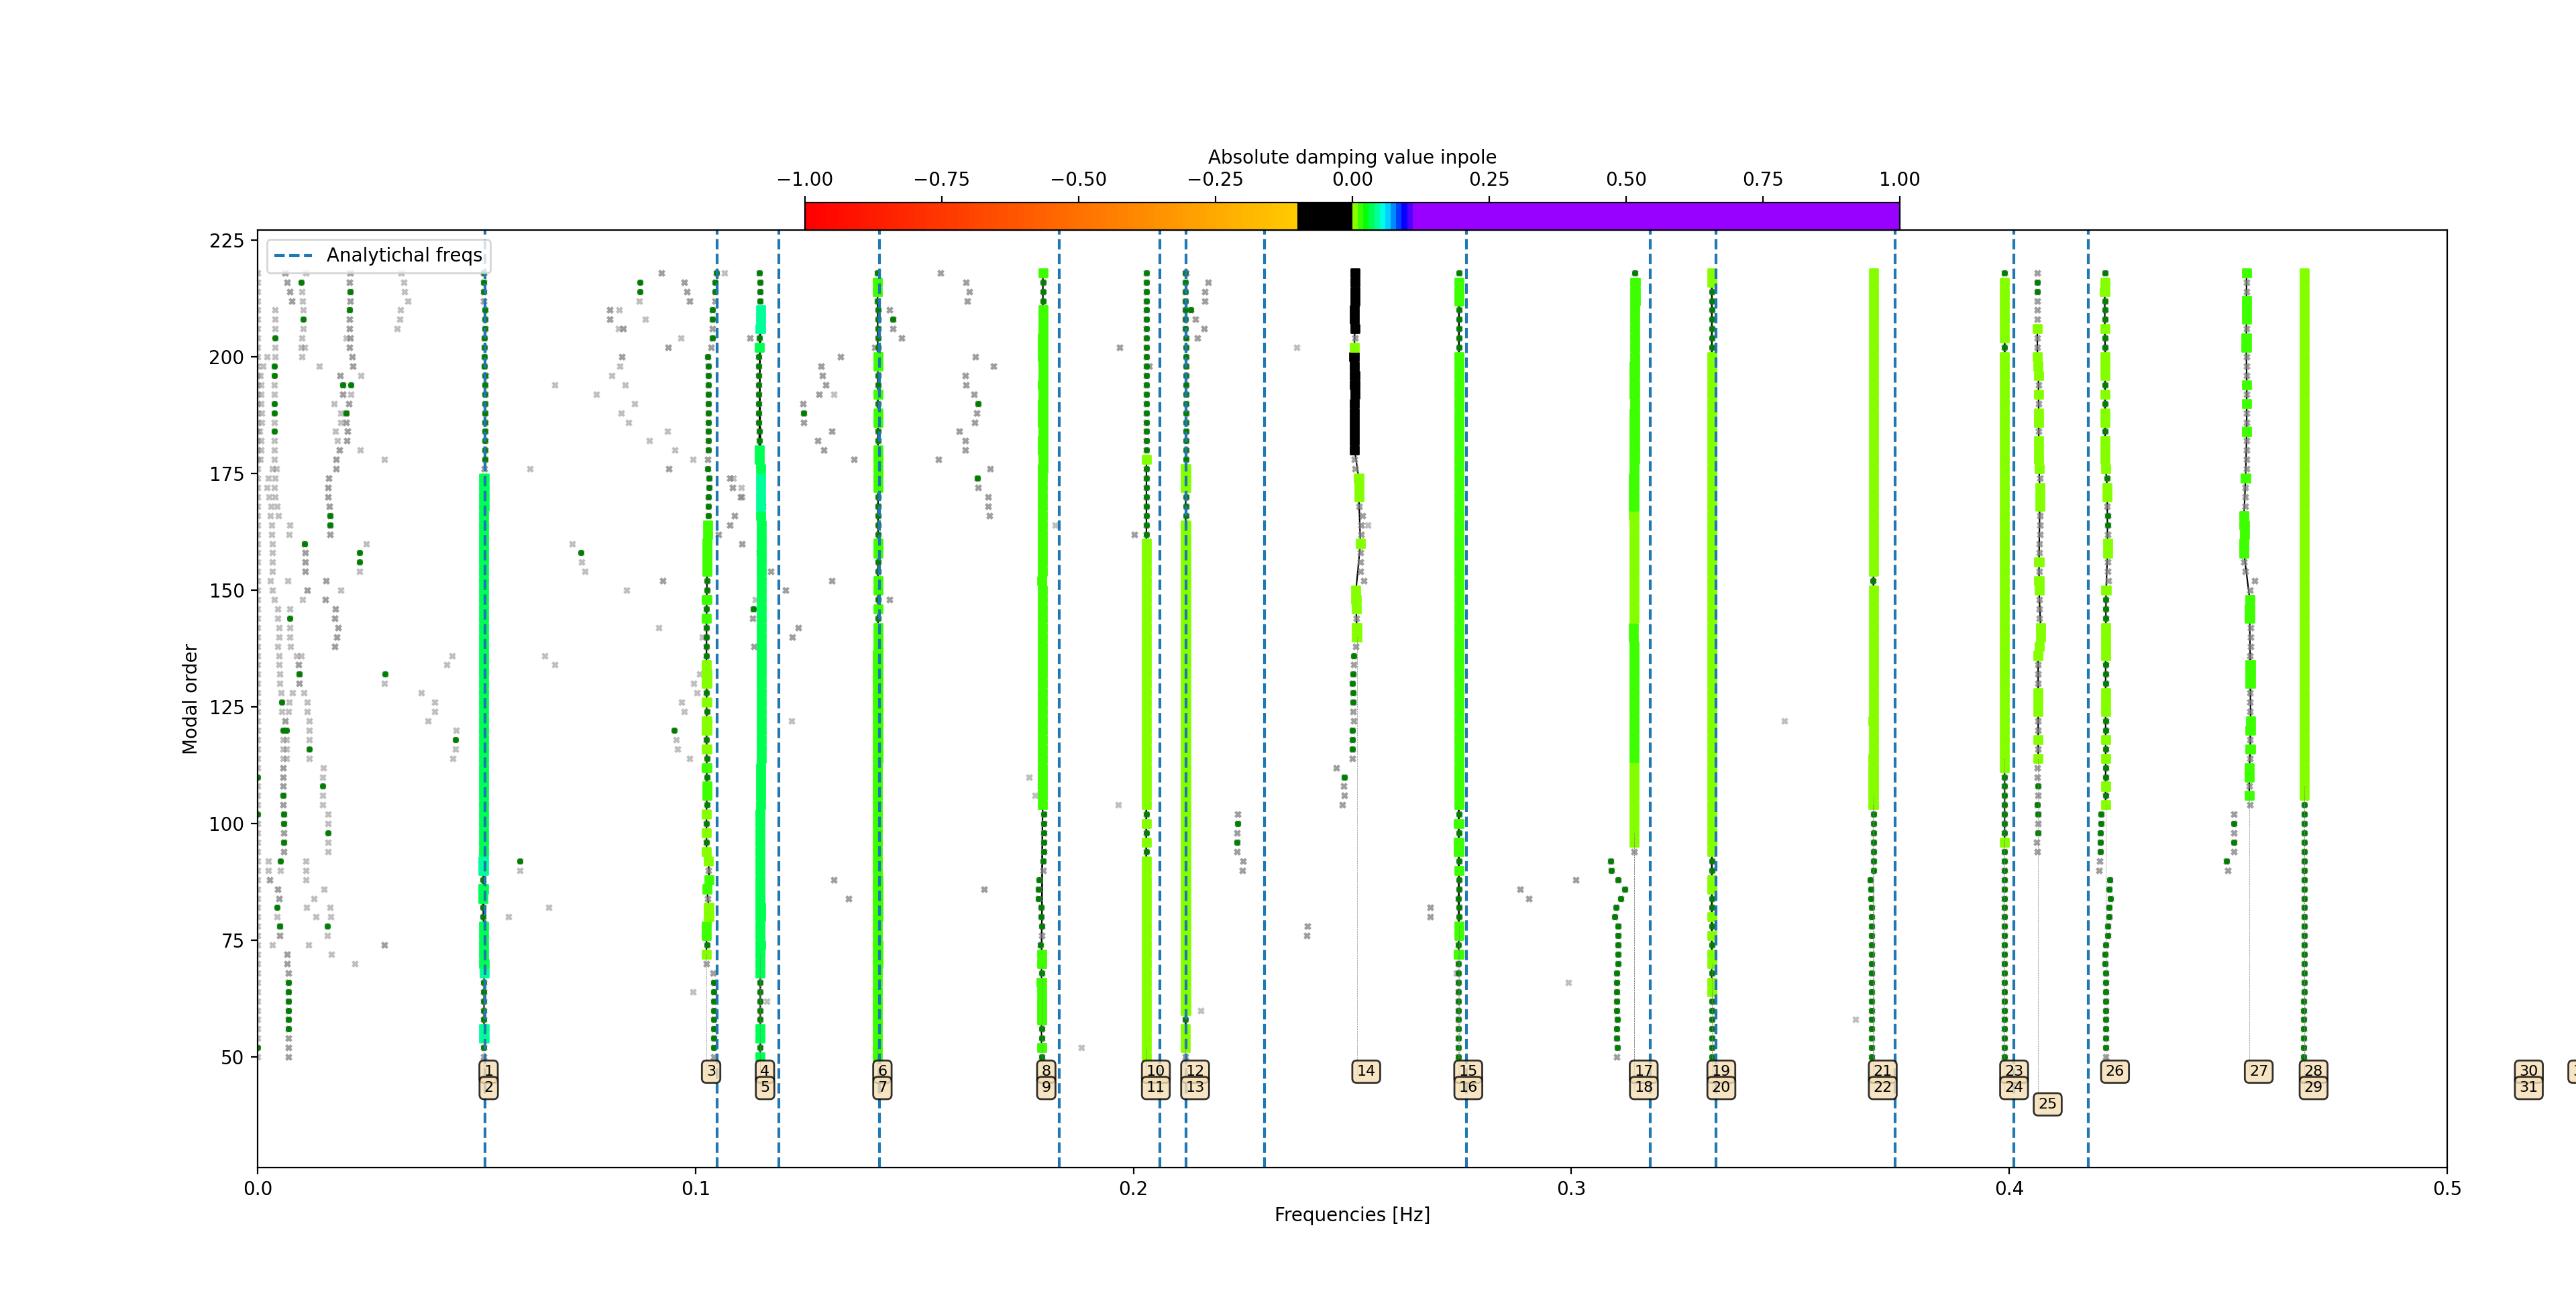 Absolute damping value inpole
−1.00 −0.75 −0.50 −0.25 0.00 0.25 0.50 0.75 1.00
Analytichal freqs
225
200
175
150
125
100
75
50
Modal order
1 3 4 6 8 10 12 14 15 17 19 21 23 26 27 28 30
2 5 7 9 11 13 16 18 20 22 24 29 31
25
0.0 0.1 0.2 0.3 0.4 0.5
Frequencies [Hz]